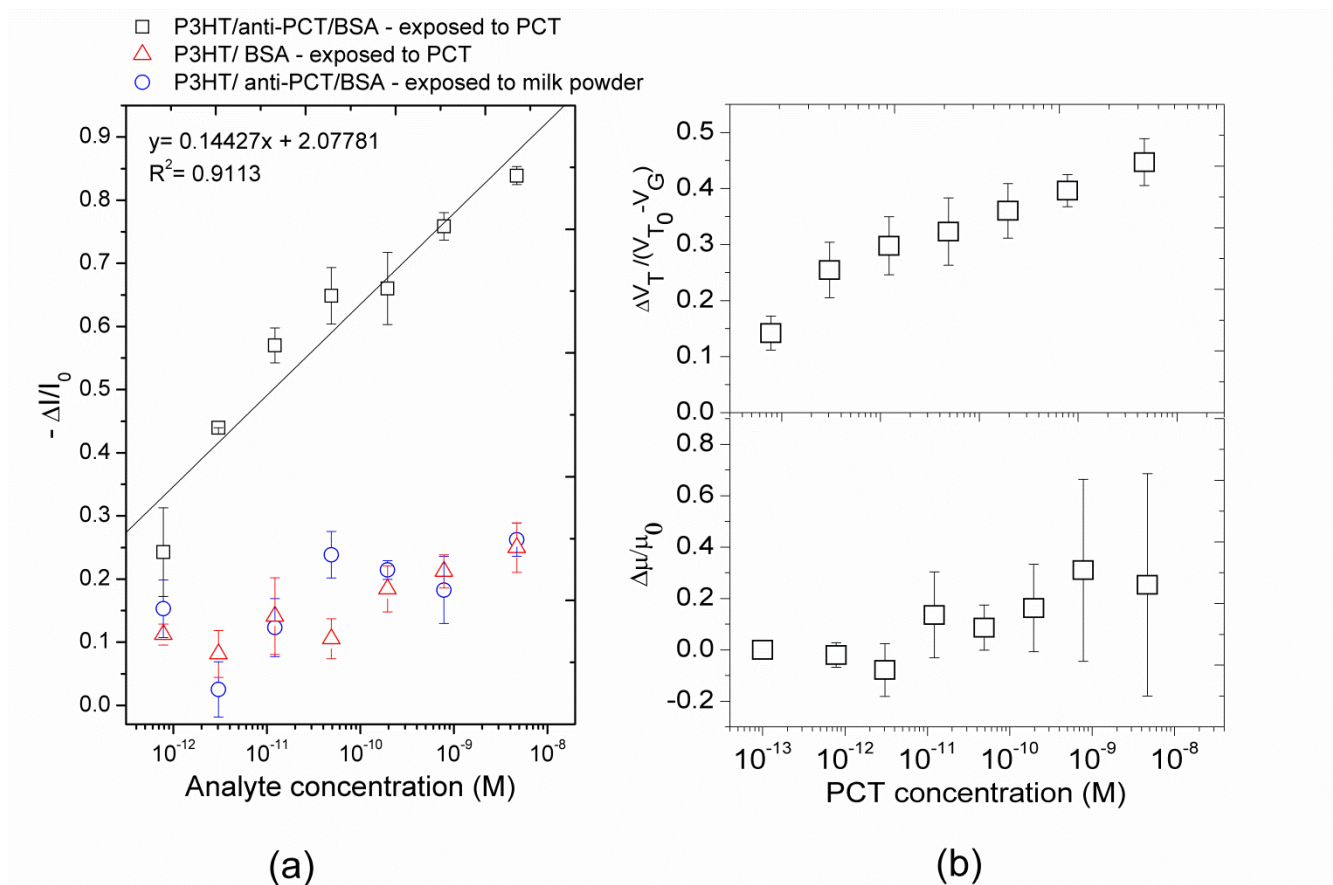 P3HT/anti-PCT/BSA - exposed to PCT
P3HT/ BSA - exposed to PCT
P3HT/ anti-PCT/BSA - exposed to milk powder
y= 0.14427x + 2.07781
R²= 0.9113
0.9
0.8
0.7
0.6
0.5
0.4
0.3
0.2
0.1
0.0
- ΔI/I₀
10⁻¹² 10⁻¹¹ 10⁻¹⁰ 10⁻⁹ 10⁻⁸
Analyte concentration (M)
(a)
0.5
0.4
0.3
0.2
0.1
0.0
ΔV_T/(V_T₀-V_G)
0.8
0.6
0.4
0.2
0.0
-0.2
Δμ/μ₀
10⁻¹³ 10⁻¹² 10⁻¹¹ 10⁻¹⁰ 10⁻⁹ 10⁻⁸
PCT concentration (M)
(b)